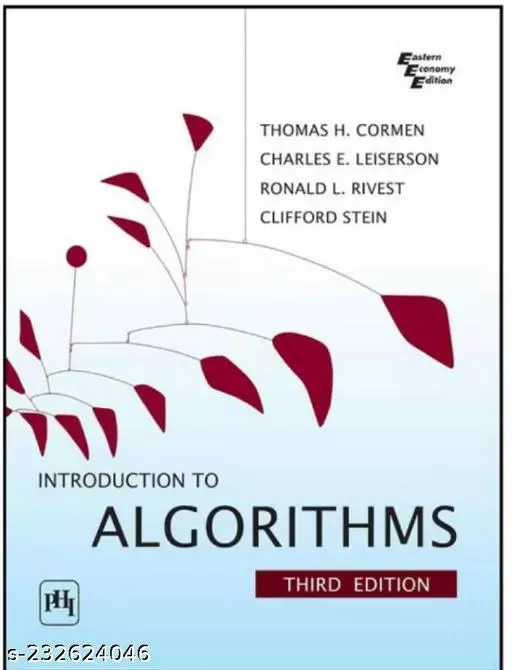 Eastern
Economy
Edition
THOMAS H. CORMEN
CHARLES E. LEISERSON
RONALD L. RIVEST
CLIFFORD STEIN
INTRODUCTION TO
ALGORITHMS
THIRD EDITION
PHI
s-232624046